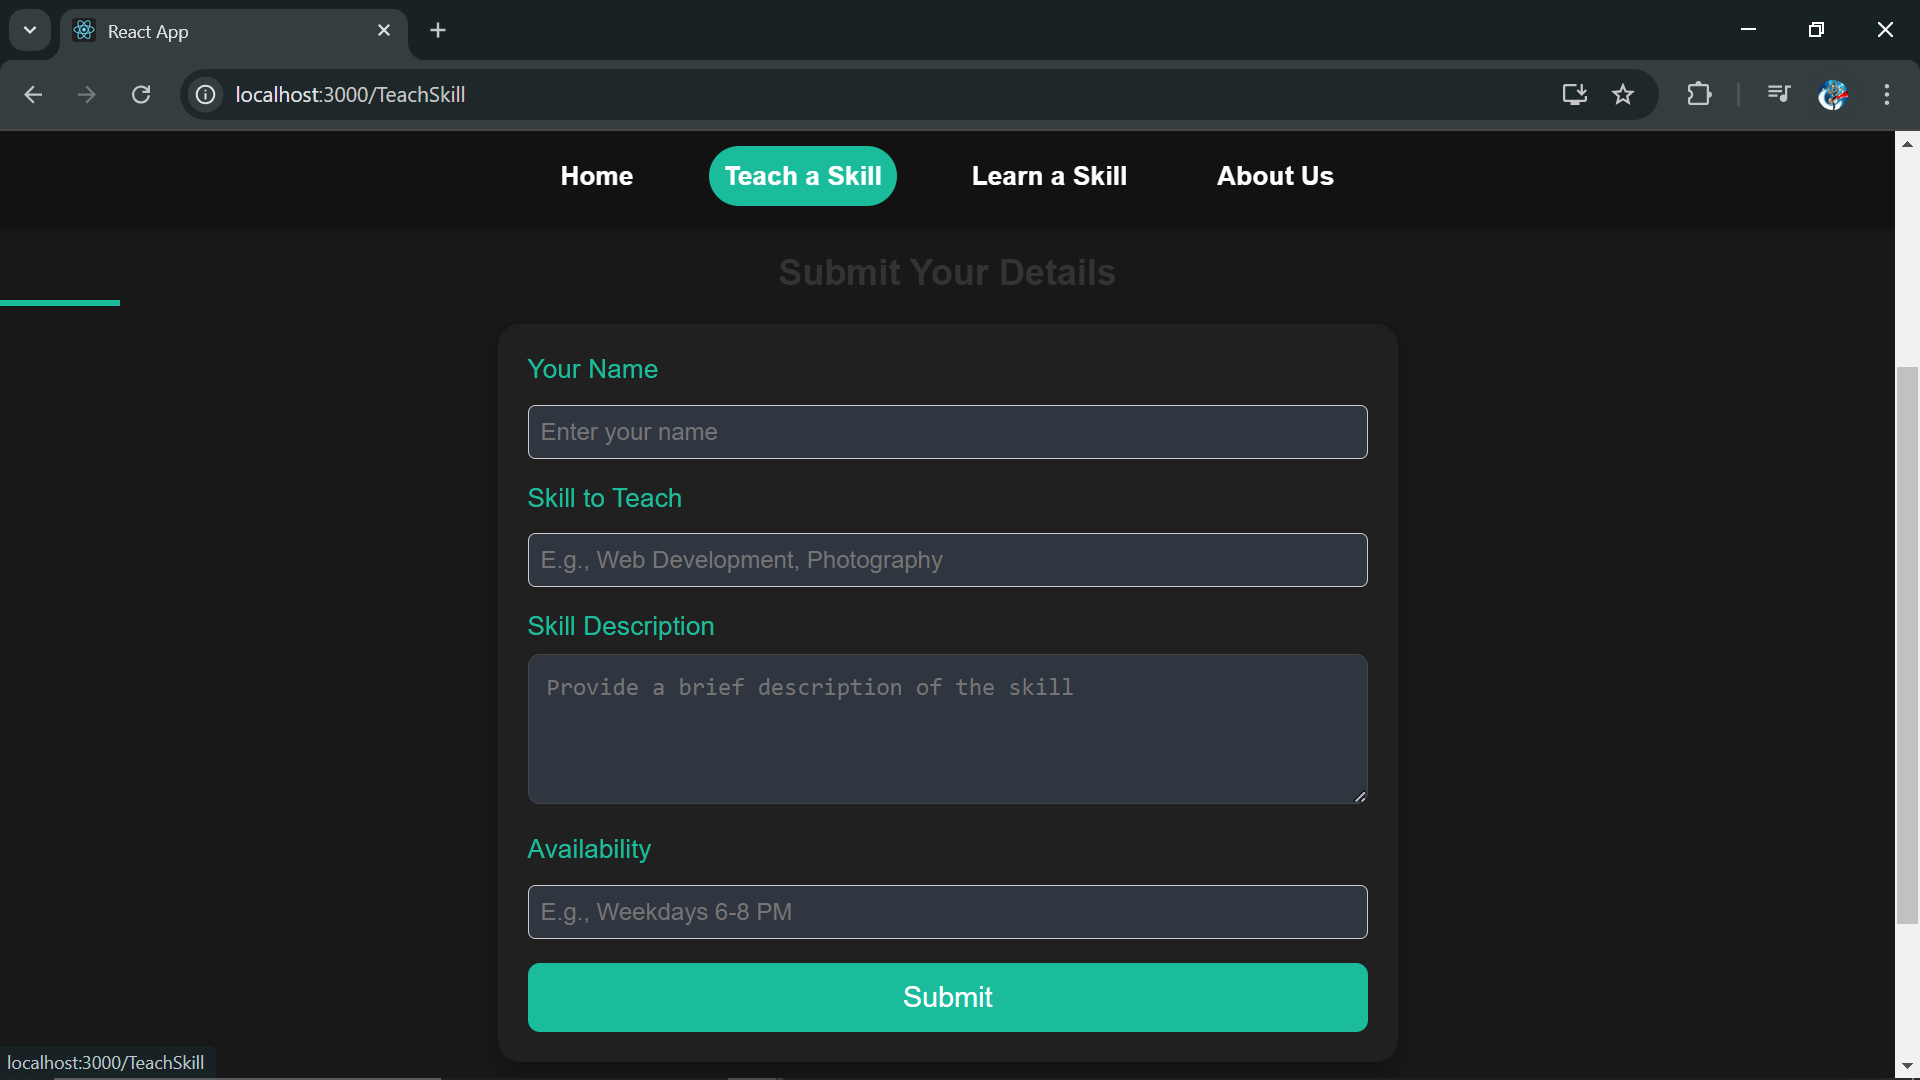 React App
localhost:3000/TeachSkill
Home Teach a Skill Learn a Skill About Us
Submit Your Details
Your Name
Enter your name
Skill to Teach
E.g., Web Development, Photography
Skill Description
Provide a brief description of the skill
Availability
E.g., Weekdays 6-8 PM
Submit
localhost:3000/TeachSkill